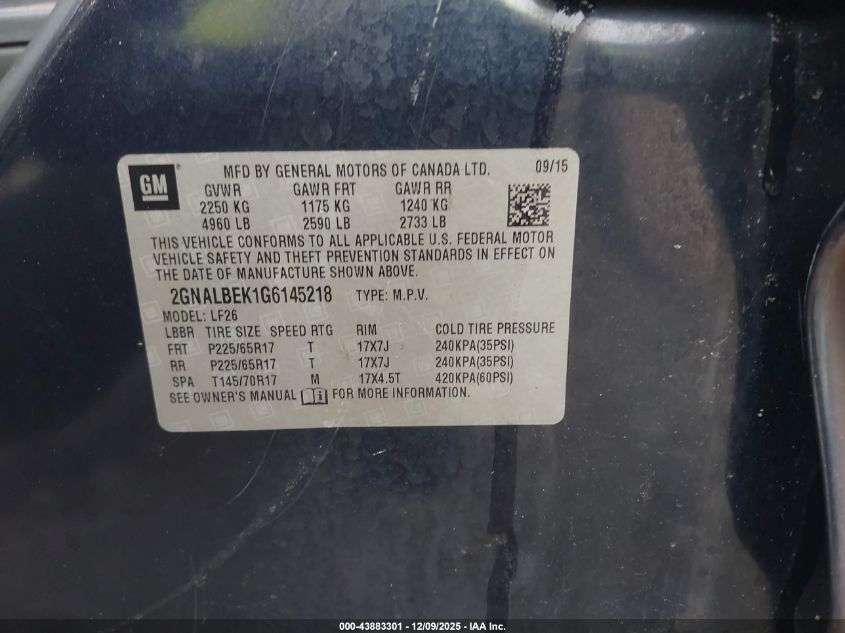 GM
MFD BY GENERAL MOTORS OF CANADA LTD. 09/15
GVWR GAWR FRT GAWR RR
2250 KG 1175 KG 1240 KG
4960 LB 2590 LB 2733 LB
THIS VEHICLE CONFORMS TO ALL APPLICABLE U.S. FEDERAL MOTOR
VEHICLE SAFETY AND THEFT PREVENTION STANDARDS IN EFFECT ON
THE DATE OF MANUFACTURE SHOWN ABOVE.
2GNALBEK1G6145218 TYPE: M.P.V.
MODEL: LF26
LBBR TIRE SIZE SPEED RTG RIM COLD TIRE PRESSURE
FRT P225/65R17 T 17X7J 240KPA(35PSI)
RR P225/65R17 T 17X7J 240KPA(35PSI)
SPA T145/70R17 M 17X4.5T 420KPA(60PSI)
SEE OWNER'S MANUAL FOR MORE INFORMATION.
000-43883301 - 12/09/2025 - IAA Inc.